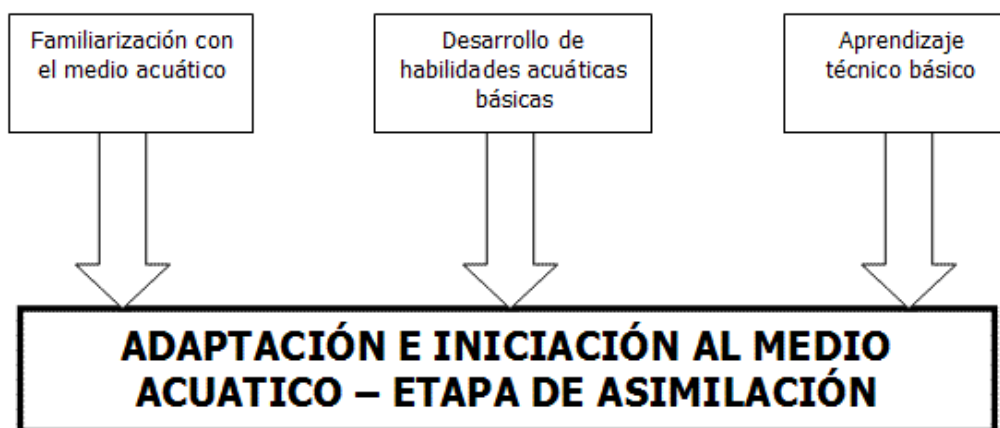 Familiarización con
el medio acuático
Desarrollo de
habilidades acuáticas
básicas
Aprendizaje
técnico básico
ADAPTACIÓN E INICIACIÓN AL MEDIO
ACUATICO – ETAPA DE ASIMILACIÓN